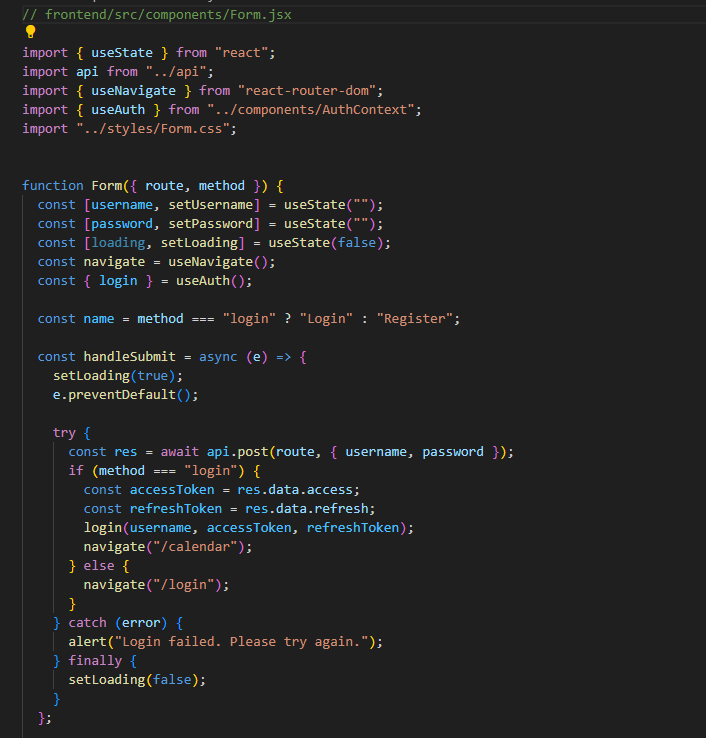 // frontend/src/components/Form.jsx
import { useState } from "react";
import api from "../api";
import { useNavigate } from "react-router-dom";
import { useAuth } from "../components/AuthContext";
import "../styles/Form.css";
function Form({ route, method }) {
const [username, setUsername] = useState("");
const [password, setPassword] = useState("");
const [loading, setLoading] = useState(false);
const navigate = useNavigate();
const { login } = useAuth();
const name = method === "login" ? "Login" : "Register";
const handleSubmit = async (e) => {
setLoading(true);
e.preventDefault();
try {
const res = await api.post(route, { username, password });
if (method === "login") {
const accessToken = res.data.access;
const refreshToken = res.data.refresh;
login(username, accessToken, refreshToken);
navigate("/calendar");
} else {
navigate("/login");
}
} catch (error) {
alert("Login failed. Please try again.");
} finally {
setLoading(false);
}
};